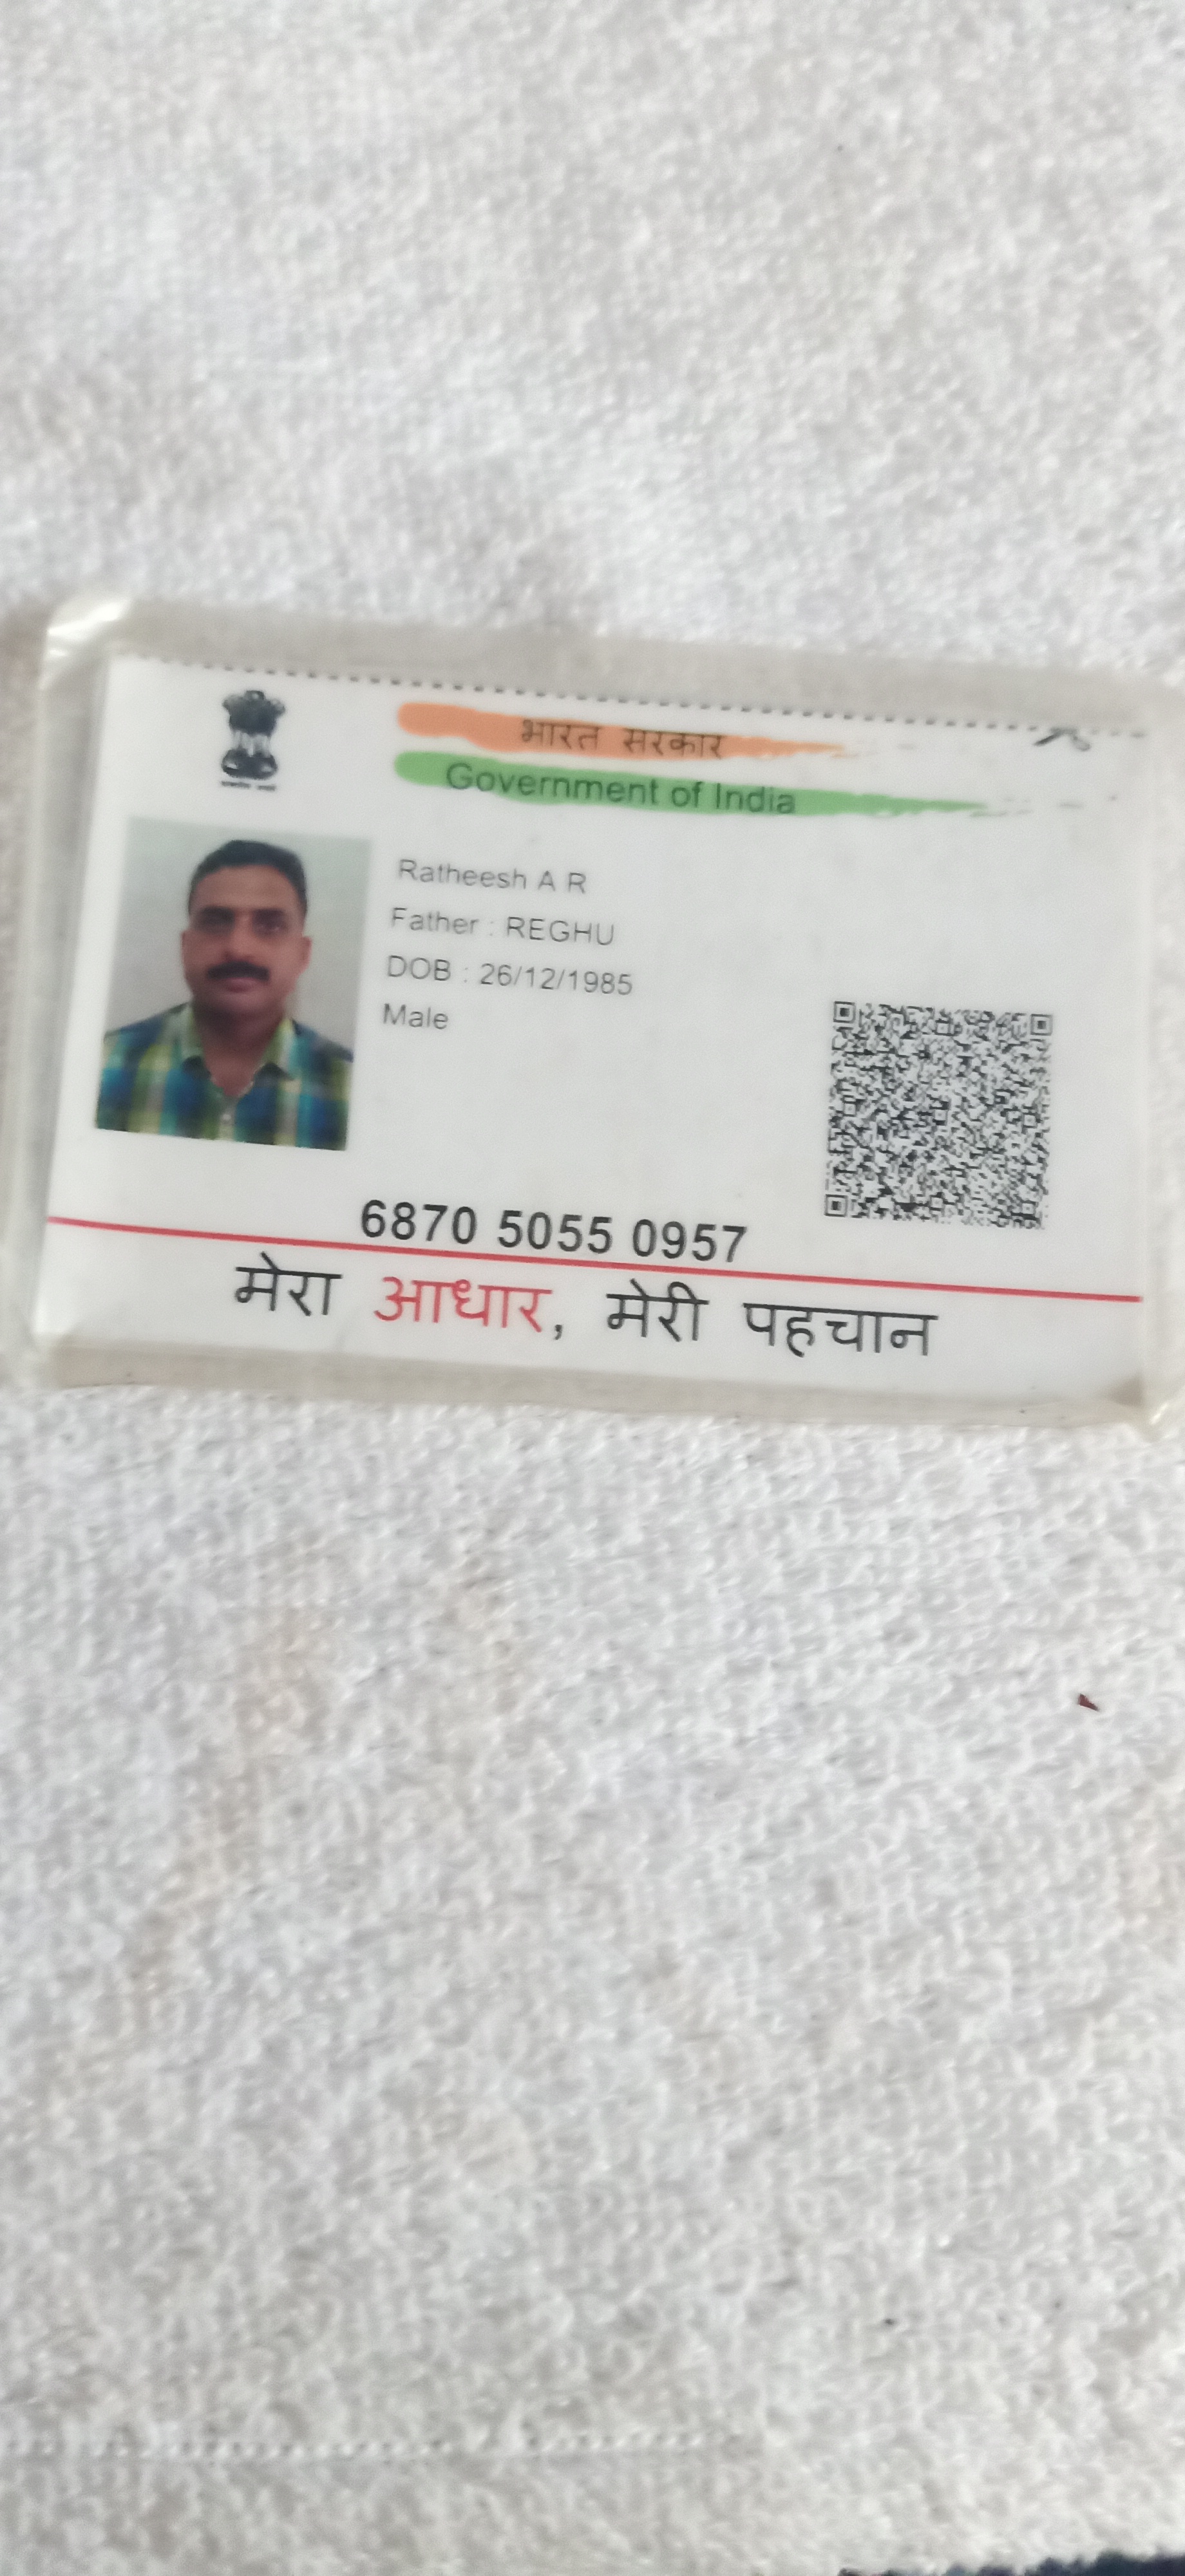 भारत सरकार
Government of India
Ratheesh A R
Father : REGHU
DOB : 26/12/1985
Male
6870 5055 0957
मेरा आधार, मेरी पहचान